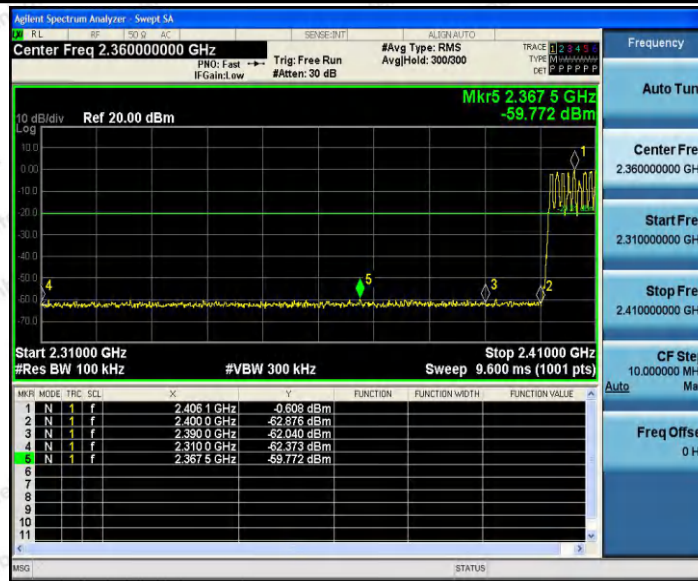 Agilent Spectrum Analyzer - Swept SA
RL RF 50 Ω AC SENSE:INT ALIGN AUTO
Center Freq 2.360000000 GHz
PNO: Fast
IFGain:Low
Trig: Free Run
#Atten: 30 dB
#Avg Type: RMS
Avg|Hold: 300/300
TRACE 1 2 3 4 5 6
TYPE M
DET P P P P P P
Mkr5 2.367 5 GHz
-59.772 dBm
10 dB/div Ref 20.00 dBm
Log
10.0
0.00
-10.0
-20.0
-30.0
-40.0
-50.0
-60.0
-70.0
1
4
5
3
2
Start 2.31000 GHz Stop 2.41000 GHz
#Res BW 100 kHz #VBW 300 kHz Sweep 9.600 ms (1001 pts)
MKR MODE TRC SCL X Y FUNCTION FUNCTION WIDTH FUNCTION VALUE
1 N 1 f 2.406 1 GHz -0.608 dBm
2 N 1 f 2.400 0 GHz -62.876 dBm
3 N 1 f 2.390 0 GHz -62.040 dBm
4 N 1 f 2.310 0 GHz -62.373 dBm
5 N 1 f 2.367 5 GHz -59.772 dBm
6
7
8
9
10
11
MSG STATUS
Frequency
Auto Tun
Center Fre
2.360000000 GH
Start Fre
2.310000000 GH
Stop Fre
2.410000000 GH
CF Ste
10.000000 MH
Auto Ma
Freq Offse
0 H